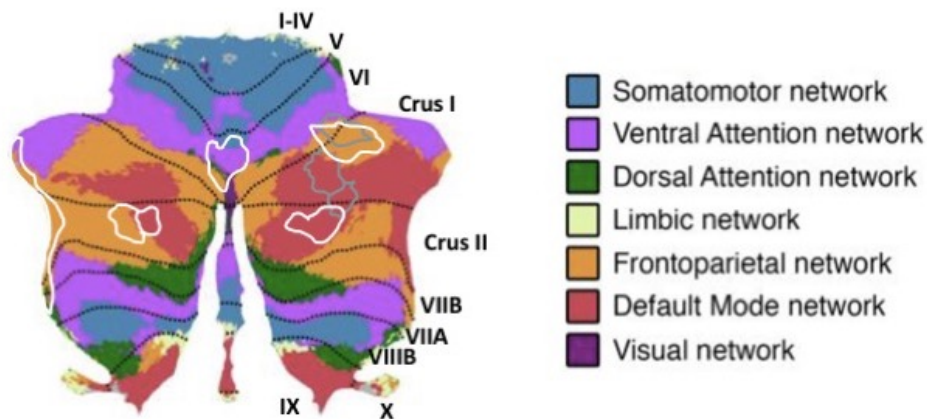 I-IV
V
VI
Crus I
Crus II
VIIB
VIIA
VIIIB
IX
X
Somatomotor network
Ventral Attention network
Dorsal Attention network
Limbic network
Frontoparietal network
Default Mode network
Visual network